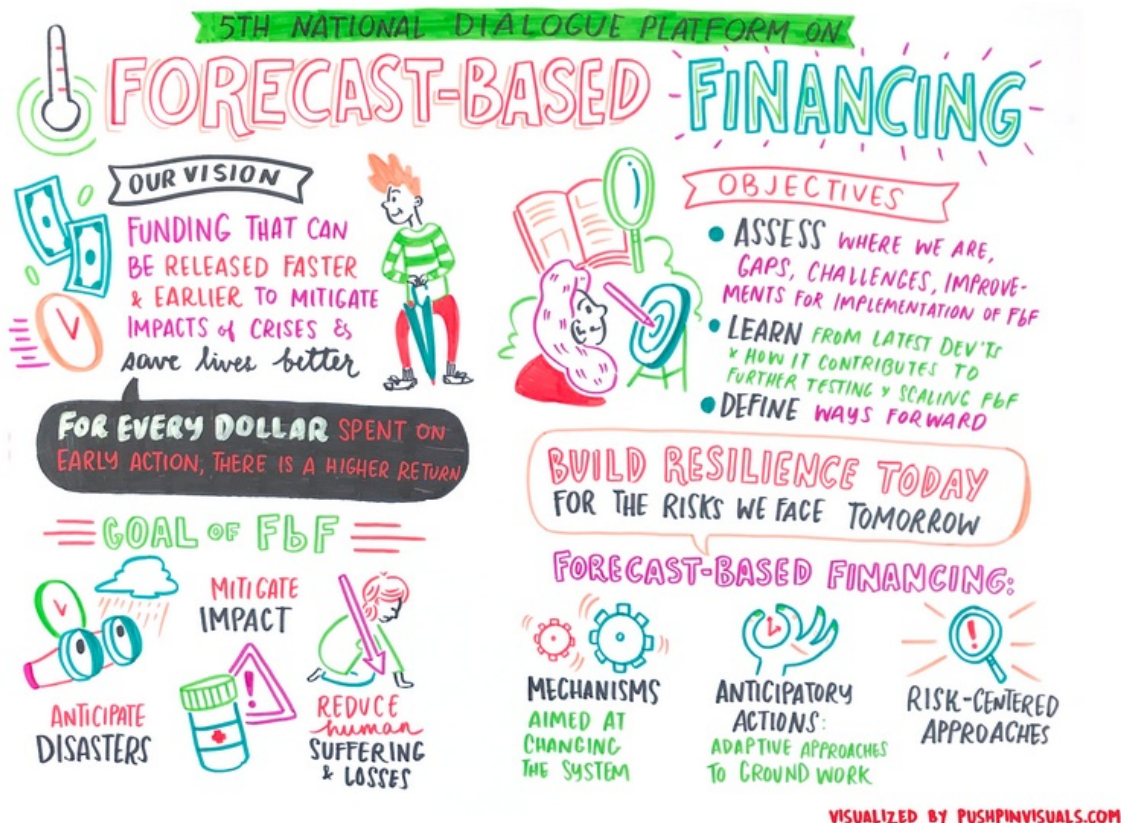 5TH NATIONAL DIALOGUE PLATFORM ON
FORECAST-BASED FINANCING
OUR VISION
FUNDING THAT CAN
BE RELEASED FASTER
& EARLIER TO MITIGATE
IMPACTS of CRISES &
save lives better
FOR EVERY DOLLAR SPENT ON
EARLY ACTION, THERE IS A HIGHER RETURN
GOAL OF FbF
ANTICIPATE
DISASTERS
MITIGATE
IMPACT
REDUCE
human
SUFFERING
& LOSSES
OBJECTIVES
• ASSESS WHERE WE ARE,
GAPS, CHALLENGES, IMPROVE-
MENTS FOR IMPLEMENTATION OF FbF
• LEARN FROM LATEST DEV'TS
& HOW IT CONTRIBUTES TO
FURTHER TESTING & SCALING FbF
• DEFINE WAYS FORWARD
BUILD RESILIENCE TODAY
FOR THE RISKS WE FACE TOMORROW
FORECAST-BASED FINANCING:
MECHANISMS
AIMED AT
CHANGING
THE SYSTEM
ANTICIPATORY
ACTIONS:
ADAPTIVE APPROACHES
TO GROUND WORK
RISK-CENTERED
APPROACHES
VISUALIZED BY PUSHPINVISUALS.COM